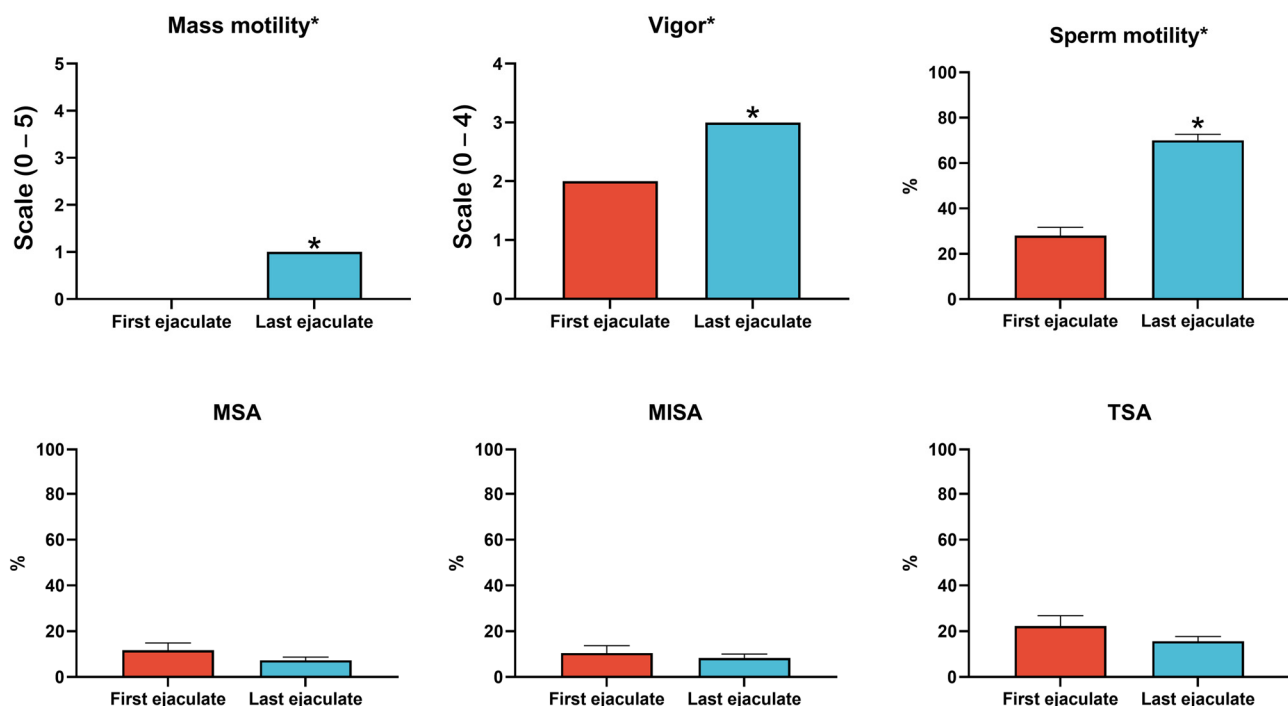 Mass motility*
Scale (0 – 5)
5
4
3
2
1
0
*
First ejaculate
Last ejaculate
Vigor*
Scale (0 – 4)
4
3
2
1
0
*
First ejaculate
Last ejaculate
Sperm motility*
%
100
80
60
40
20
0
*
First ejaculate
Last ejaculate
MSA
%
100
80
60
40
20
0
First ejaculate
Last ejaculate
MISA
%
100
80
60
40
20
0
First ejaculate
Last ejaculate
TSA
%
100
80
60
40
20
0
First ejaculate
Last ejaculate